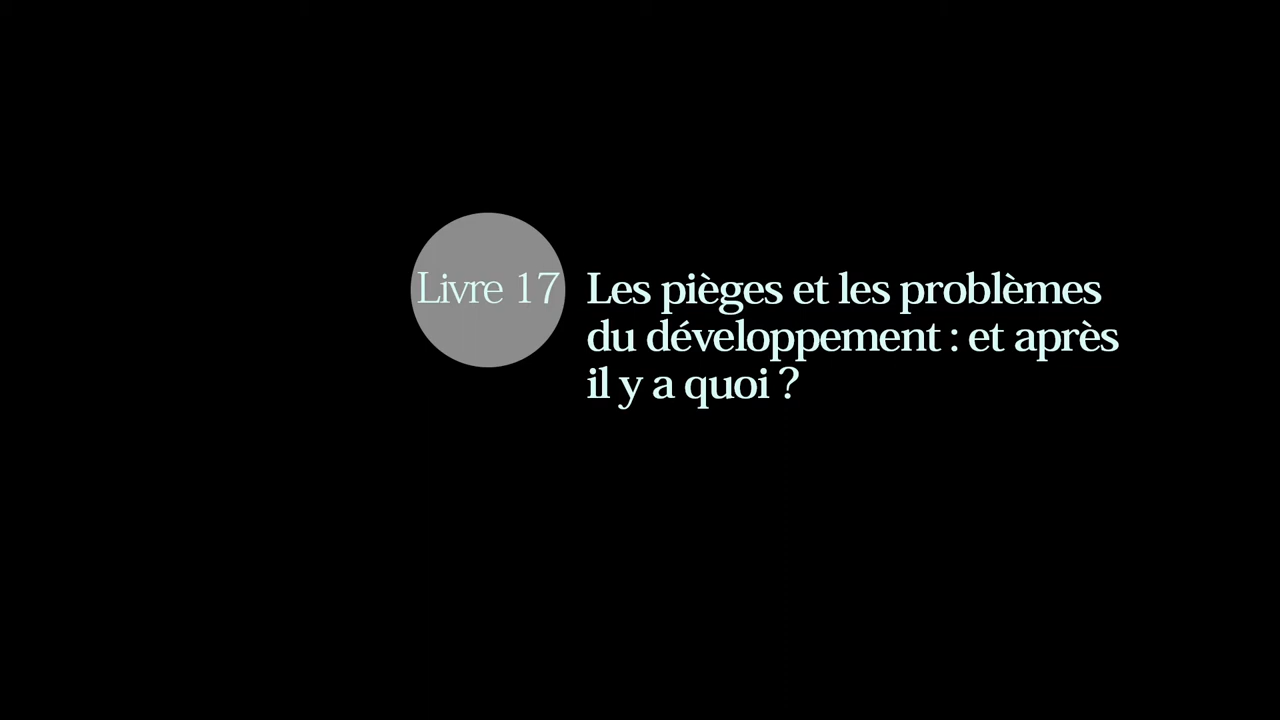 Livre 17 Les pièges et les problèmes
du développement : et après
il y a quoi ?